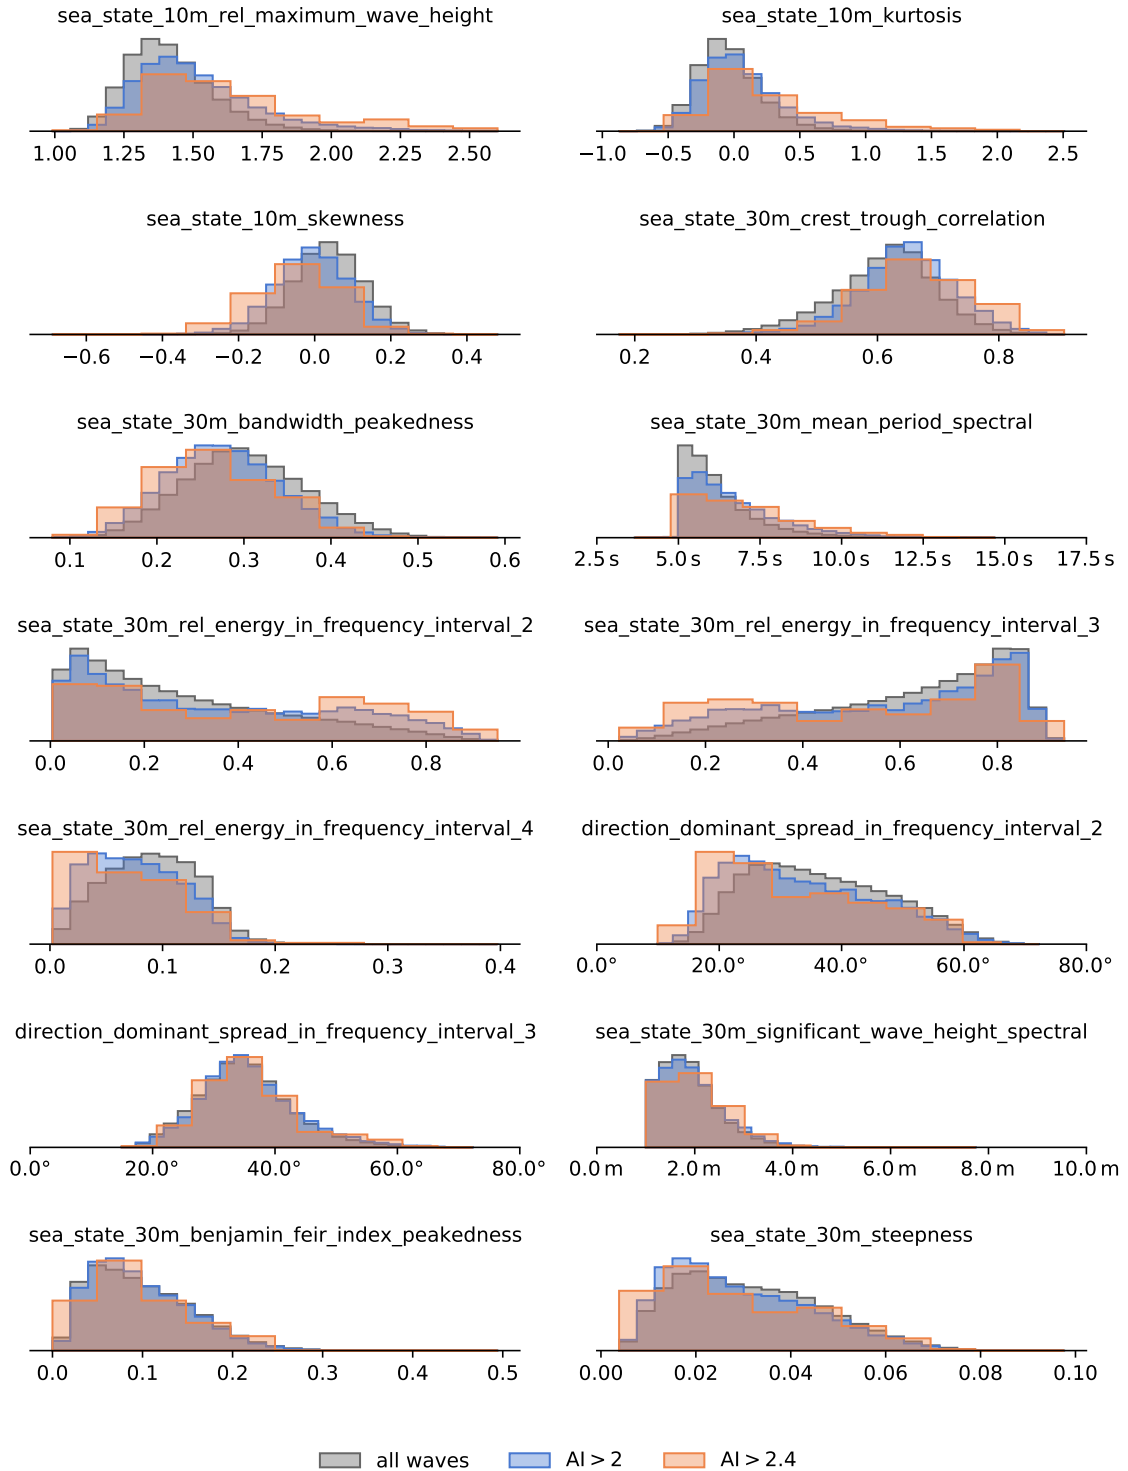 sea_state_10m_rel_maximum_wave_height
1.00 1.25 1.50 1.75 2.00 2.25 2.50
sea_state_10m_kurtosis
−1.0 −0.5 0.0 0.5 1.0 1.5 2.0 2.5
sea_state_10m_skewness
−0.6 −0.4 −0.2 0.0 0.2 0.4
sea_state_30m_crest_trough_correlation
0.2 0.4 0.6 0.8
sea_state_30m_bandwidth_peakedness
0.1 0.2 0.3 0.4 0.5 0.6
sea_state_30m_mean_period_spectral
2.5 s 5.0 s 7.5 s 10.0 s 12.5 s 15.0 s 17.5 s
sea_state_30m_rel_energy_in_frequency_interval_2
0.0 0.2 0.4 0.6 0.8
sea_state_30m_rel_energy_in_frequency_interval_3
0.0 0.2 0.4 0.6 0.8
sea_state_30m_rel_energy_in_frequency_interval_4
0.0 0.1 0.2 0.3 0.4
direction_dominant_spread_in_frequency_interval_2
0.0° 20.0° 40.0° 60.0° 80.0°
direction_dominant_spread_in_frequency_interval_3
0.0° 20.0° 40.0° 60.0° 80.0°
sea_state_30m_significant_wave_height_spectral
0.0 m 2.0 m 4.0 m 6.0 m 8.0 m 10.0 m
sea_state_30m_benjamin_feir_index_peakedness
0.0 0.1 0.2 0.3 0.4 0.5
sea_state_30m_steepness
0.00 0.02 0.04 0.06 0.08 0.10
all waves AI > 2 AI > 2.4